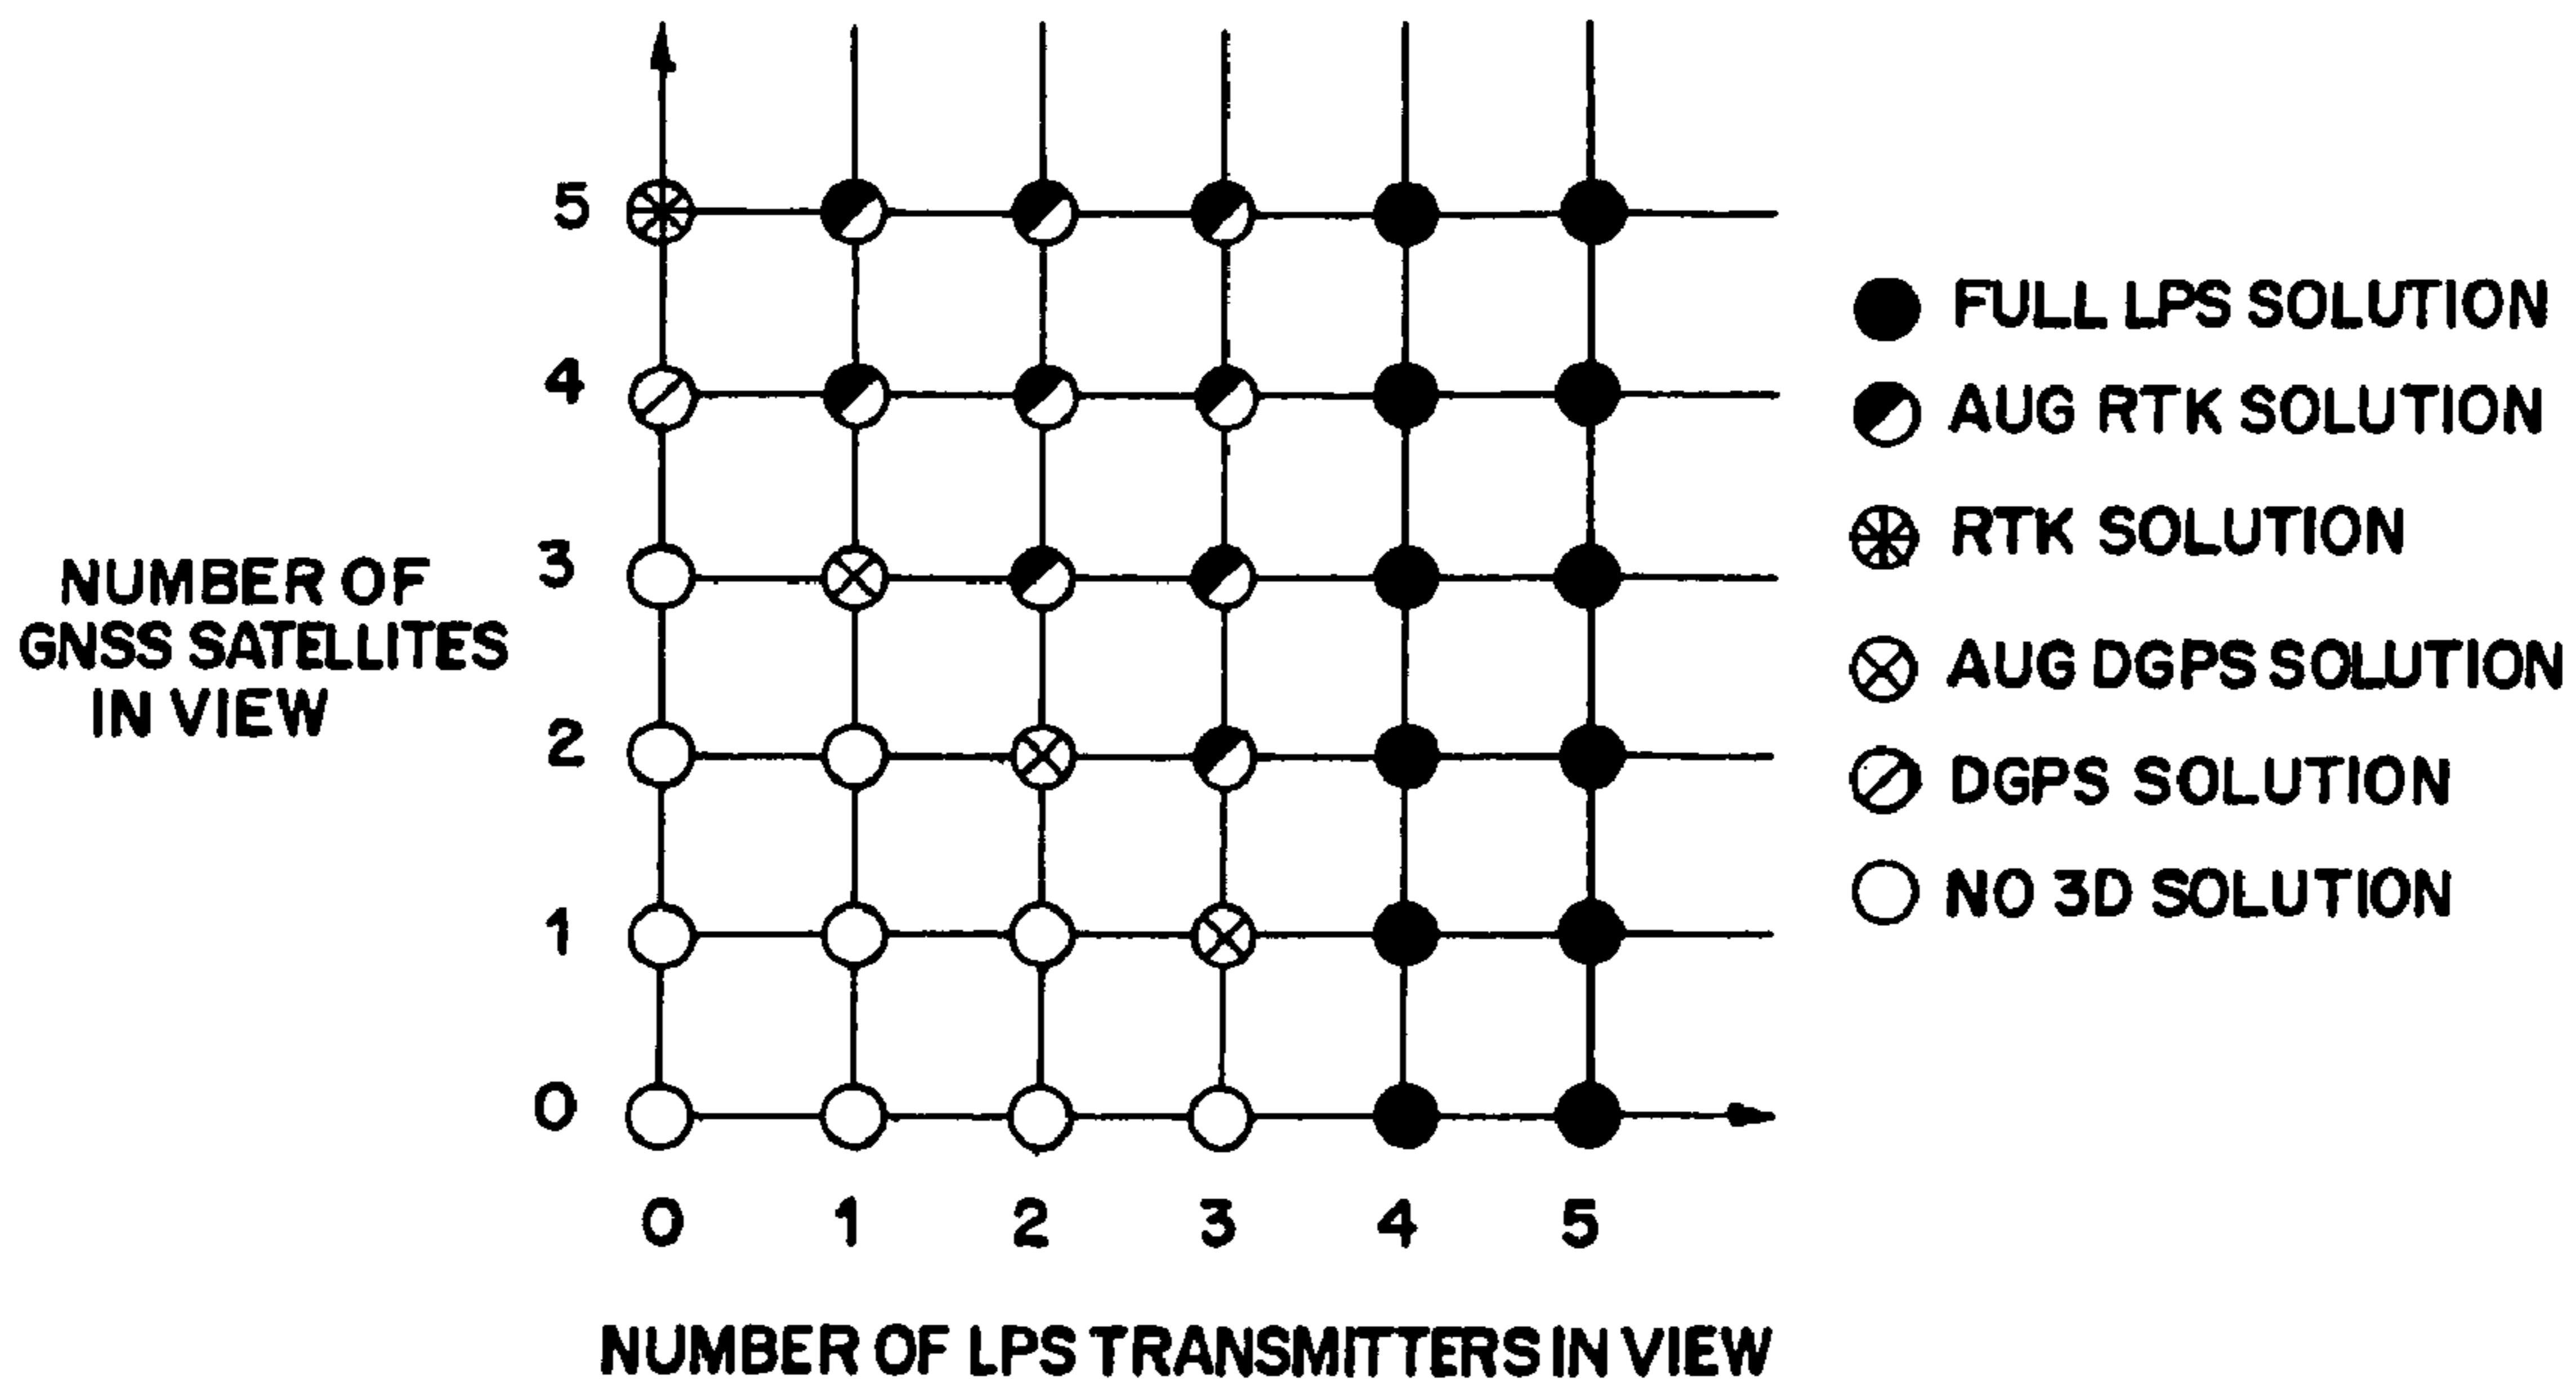 5
4
3
2
1
0
NUMBER OF
GNSS SATELLITES
IN VIEW
0 1 2 3 4 5
NUMBER OF LPS TRANSMITTERS IN VIEW
FULL LPS SOLUTION
AUG RTK SOLUTION
RTK SOLUTION
AUG DGPS SOLUTION
DGPS SOLUTION
NO 3D SOLUTION